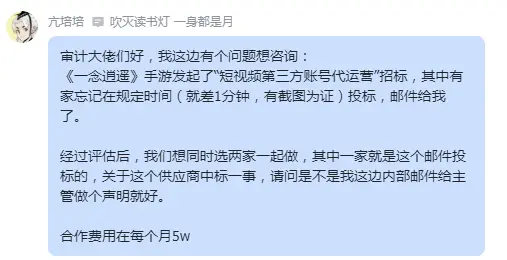 亢培培 吹灭读书灯 一身都是月
审计大佬们好，我这边有个问题想咨询：
《一念逍遥》手游发起了“短视频第三方账号代运营”招标，其中有
家忘记在规定时间（就差1分钟，有截图为证）投标，邮件给我
了。
经过评估后，我们想同时选两家一起做，其中一家就是这个邮件投
标的，关于这个供应商中标一事，请问是不是我这边内部邮件给主
管做个声明就好。
合作费用在每个月5w